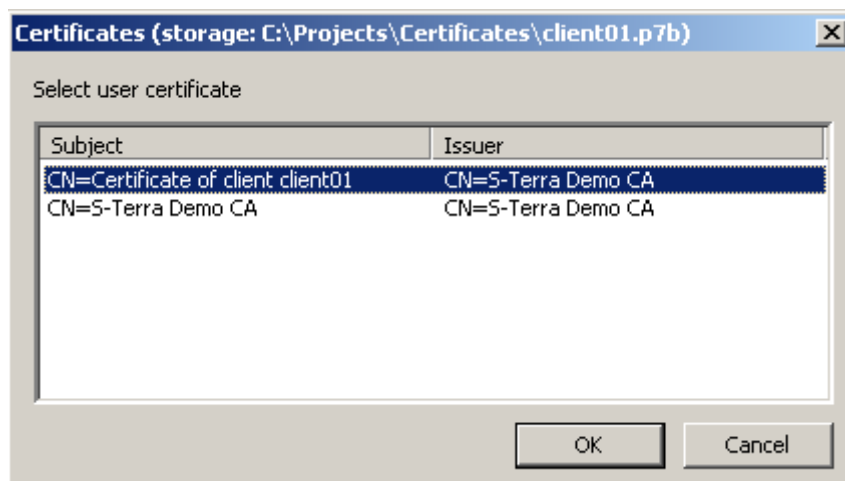 Certificates (storage: C:\Projects\Certificates\client01.p7b)
Select user certificate
Subject Issuer
CN=Certificate of client client01 CN=S-Terra Demo CA
CN=S-Terra Demo CA CN=S-Terra Demo CA
OK Cancel